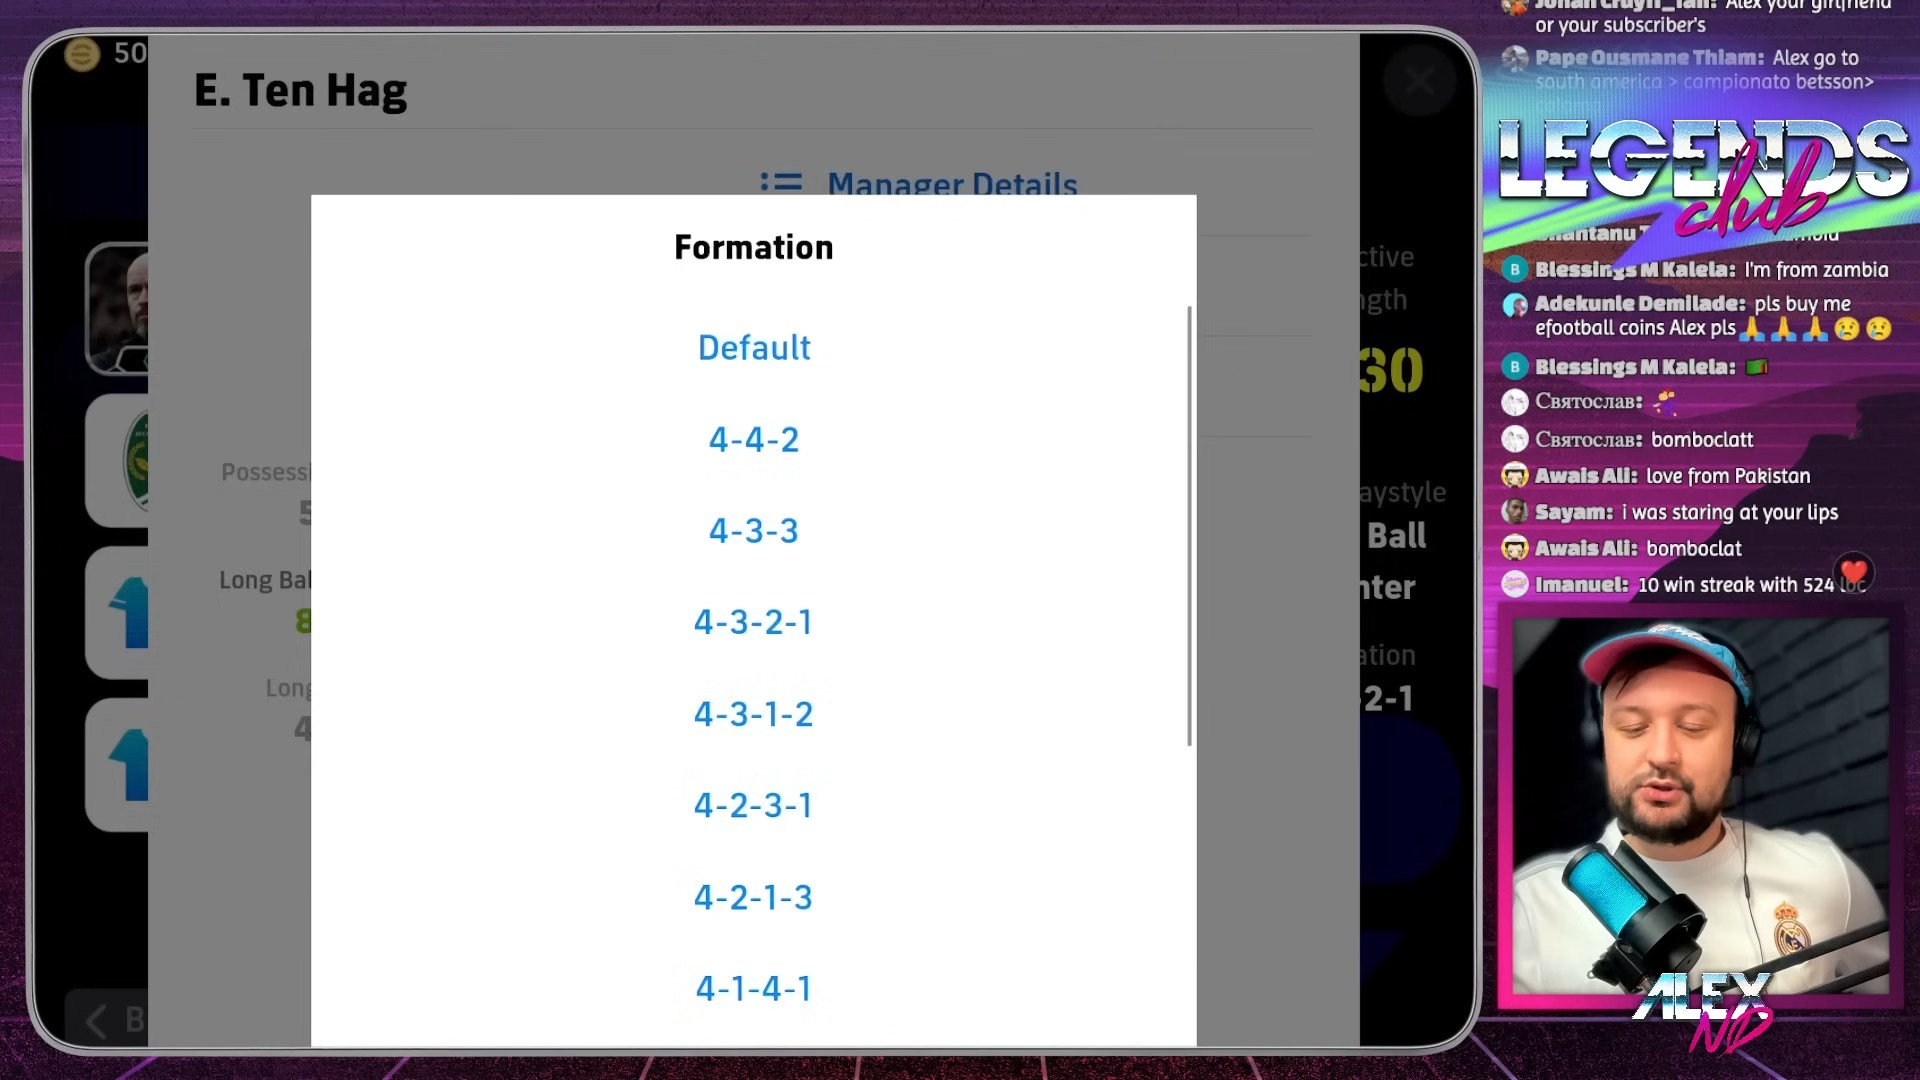 50
E. Ten Hag
Manager Details
Formation
Default
4-4-2
4-3-3
4-3-2-1
4-3-1-2
4-2-3-1
4-2-1-3
4-1-4-1
Possessi
Long Bal
Long
ctive
ngth
30
aystyle
Ball
nter
ation
2-1
B
Alex your girlfriend
or your subscriber's
Pape Ousmane Thiam: Alex go to
south america > campionato betsson>
LEGENDS
club
Blessings M Kalela: I'm from zambia
Adekunle Demilade: pls buy me
efootball coins Alex pls🙏🙏🙏😢😢
Blessings M Kalela: 🇿🇲
Святослав:
Святослав: bomboclatt
Awais Ali: love from Pakistan
Sayam: i was staring at your lips
Awais Ali: bomboclat
Imanuel: 10 win streak with 524 lbc
ALEX
ND